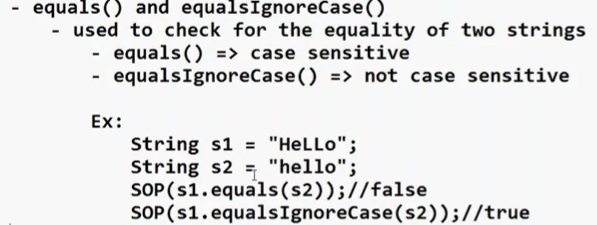 - equals() and equalsIgnoreCase()
- used to check for the equality of two strings
- equals() => case sensitive
- equalsIgnoreCase() => not case sensitive
Ex:
String s1 = "HeLLo";
String s2 = "hello";
SOP(s1.equals(s2));//false
SOP(s1.equalsIgnoreCase(s2));//true